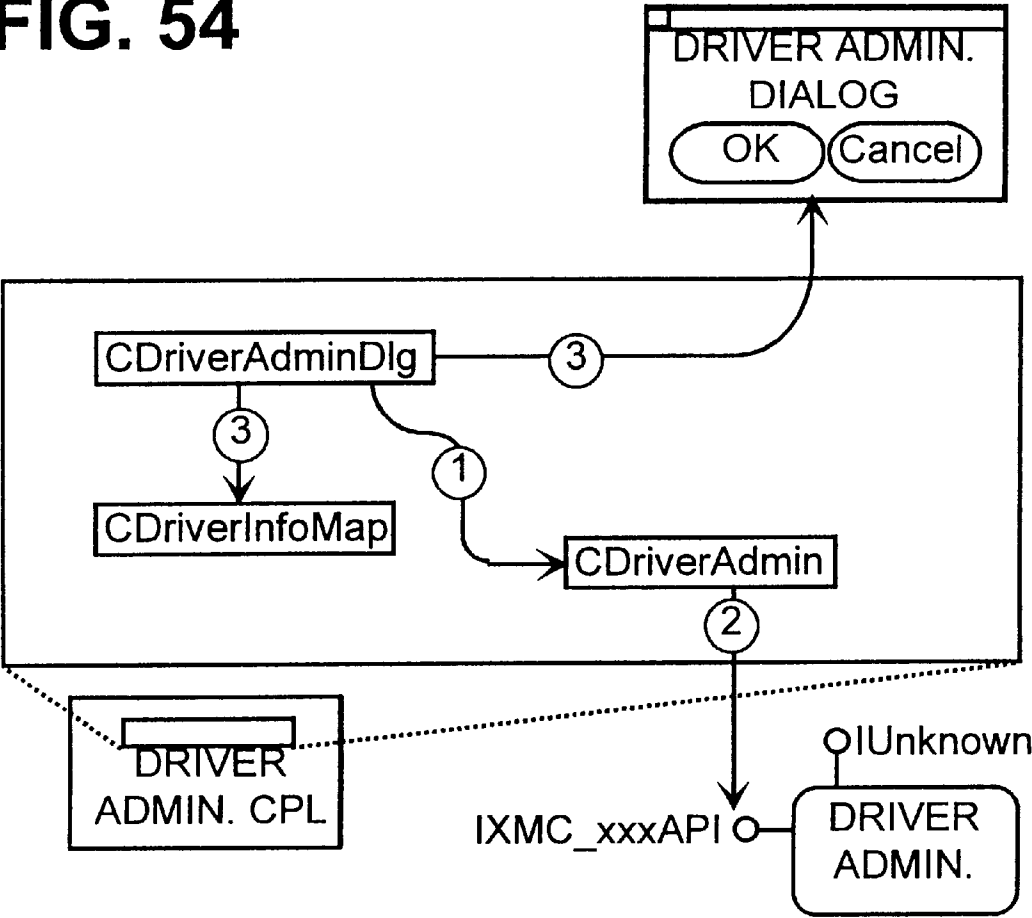 FIG. 54
DRIVER ADMIN.
DIALOG
OK
Cancel
CDriverAdminDlg
3
3
1
CDriverInfoMap
CDriverAdmin
2
DRIVER
ADMIN. CPL
IUnknown
IXMC_xxxAPI
DRIVER
ADMIN.